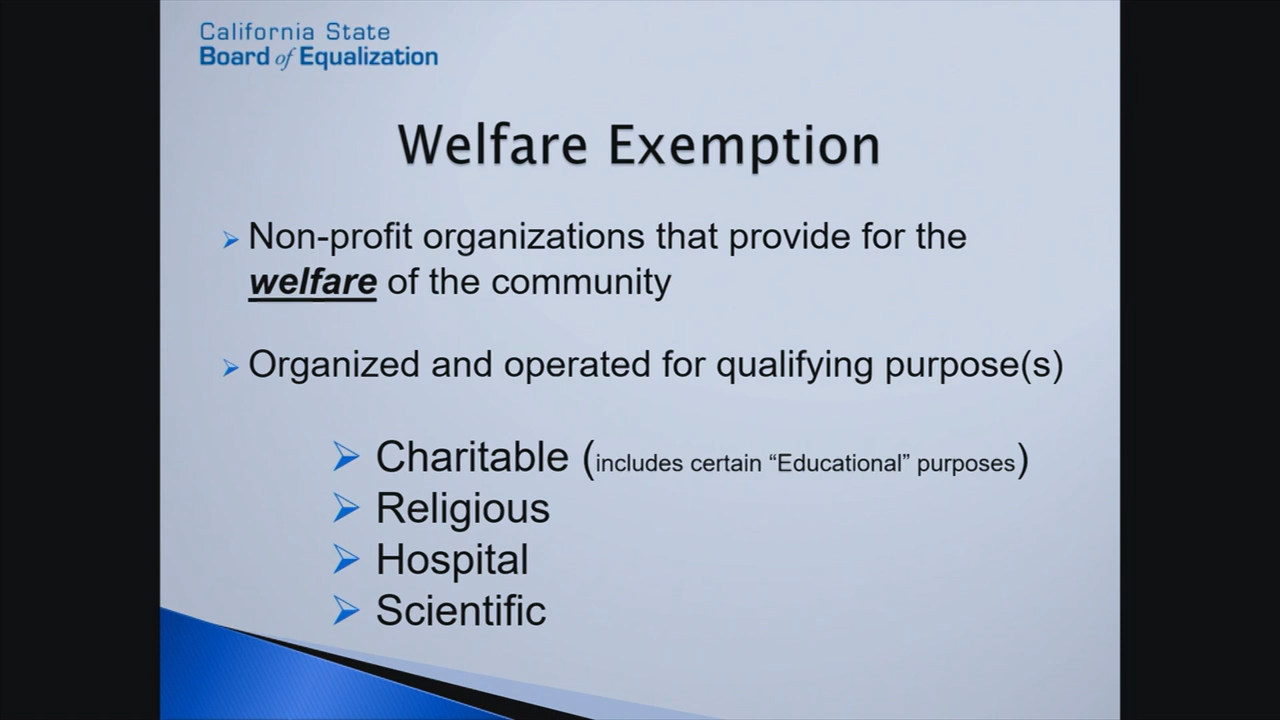 California State
Board of Equalization
Welfare Exemption
Non-profit organizations that provide for the
welfare of the community
Organized and operated for qualifying purpose(s)
Charitable (includes certain “Educational” purposes)
Religious
Hospital
Scientific